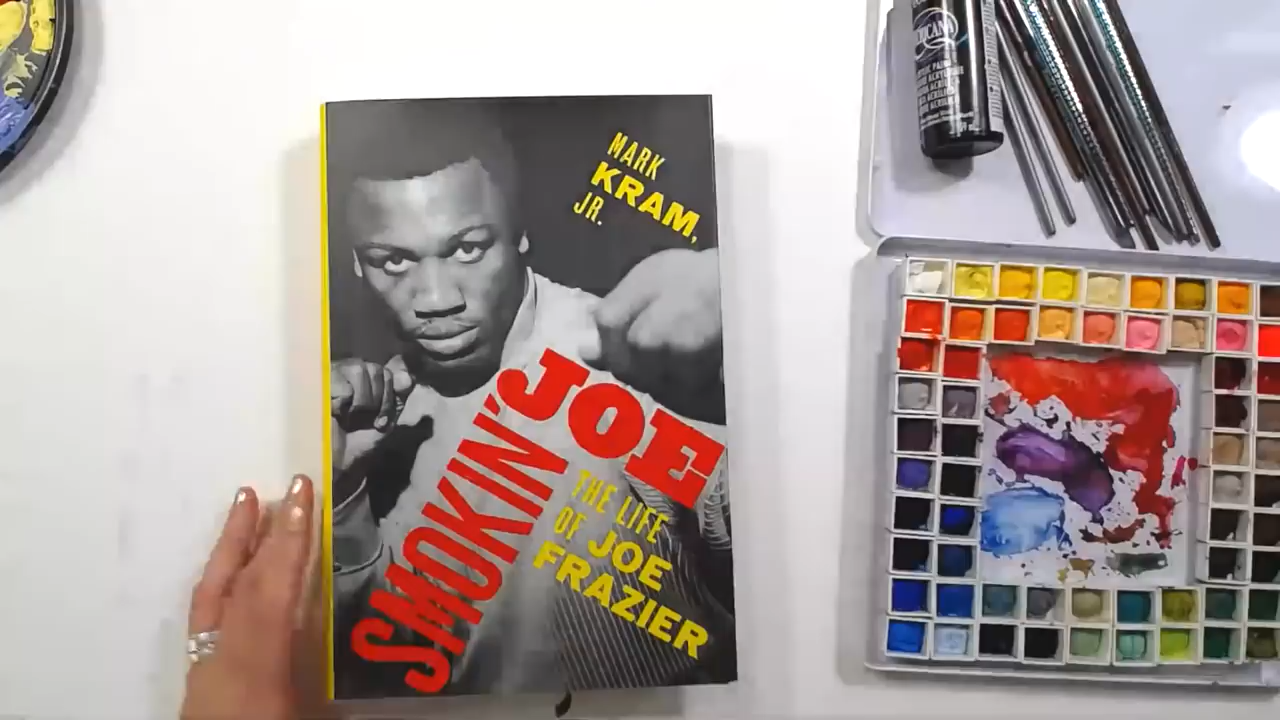 MARK
KRAM,
JR.
SMOKIN'
JOE
THE LIFE
OF JOE
FRAZIER